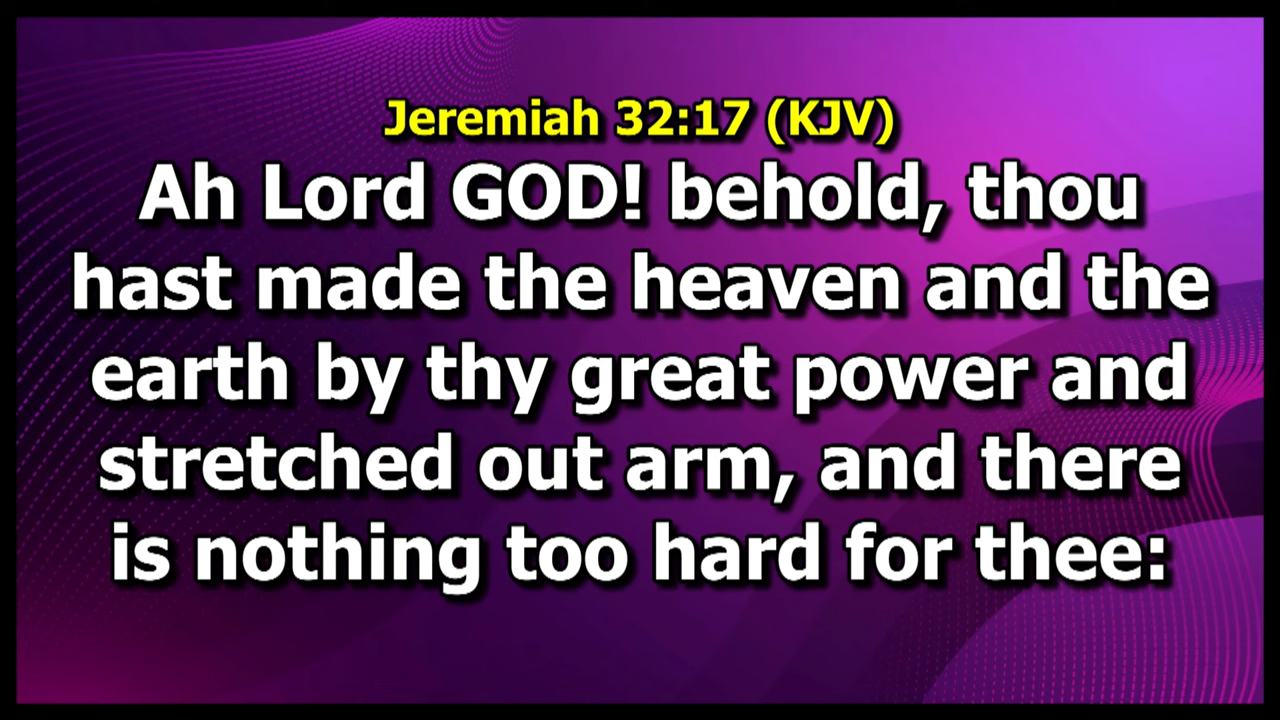 Jeremiah 32:17 (KJV)
Ah Lord GOD! behold, thou
hast made the heaven and the
earth by thy great power and
stretched out arm, and there
is nothing too hard for thee: